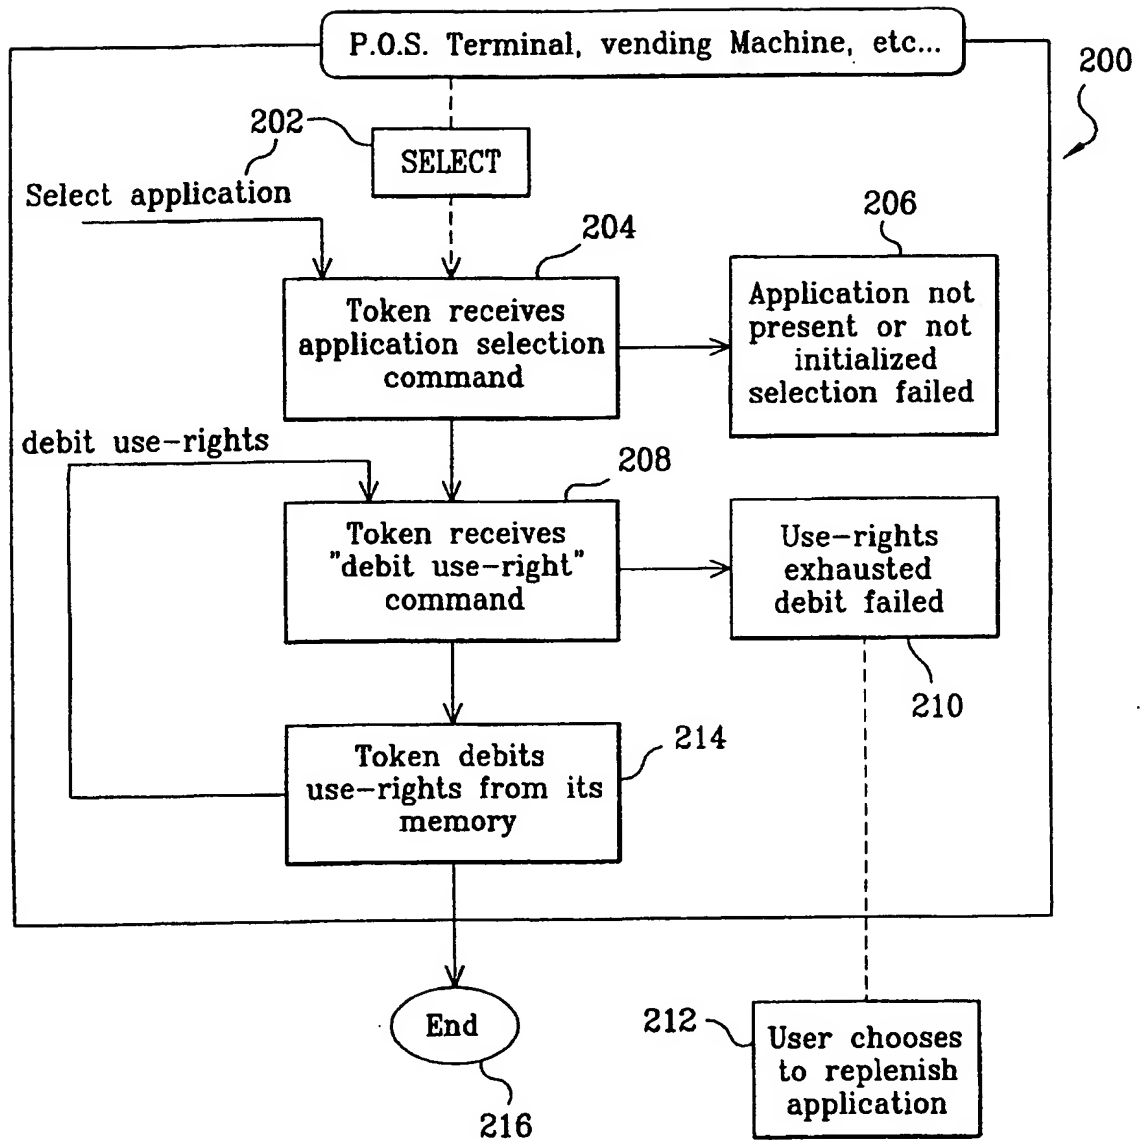 P.O.S. Terminal, vending Machine, etc...
200
202
SELECT
Select application
204
206
Token receives
application selection
command
Application not
present or not
initialized
selection failed
debit use-rights
208
Token receives
"debit use-right"
command
Use-rights
exhausted
debit failed
210
214
Token debits
use-rights from its
memory
End
216
212
User chooses
to replenish
application